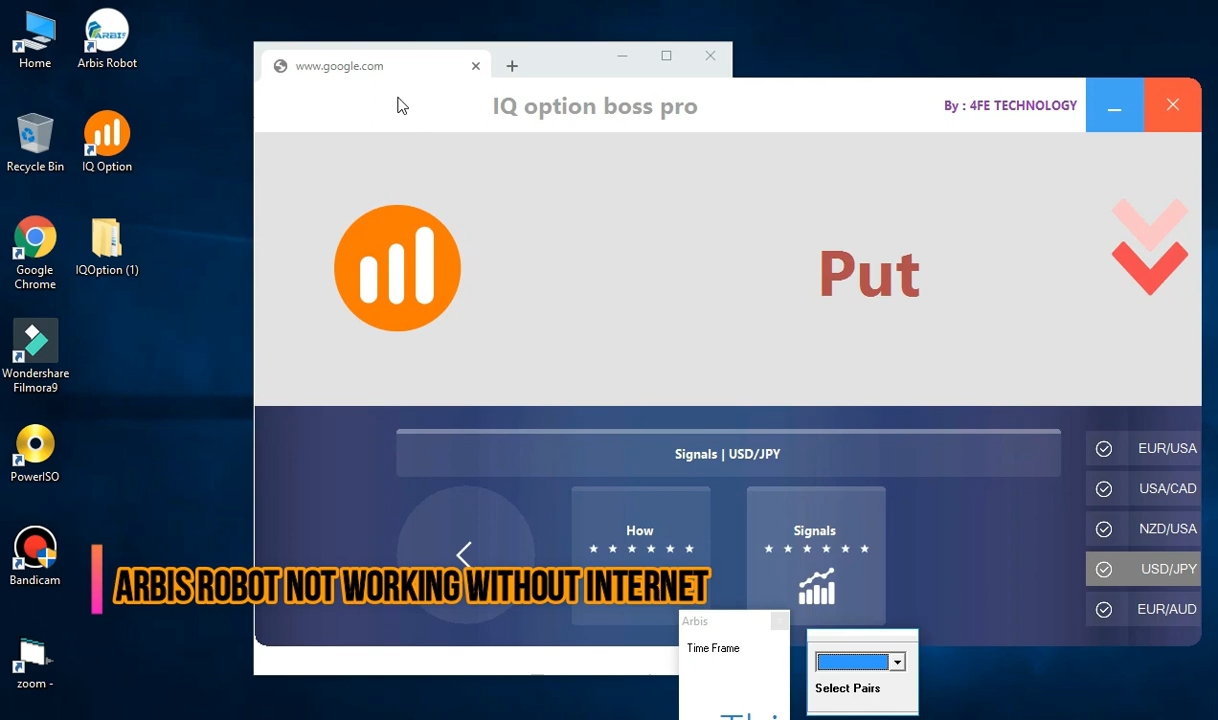 Home
Arbis Robot
ARBIS
www.google.com
IQ option boss pro
By : 4FE TECHNOLOGY
Recycle Bin
IQ Option
Google
Chrome
IQOption (1)
Put
Wondershare
Filmora9
PowerISO
Signals | USD/JPY
EUR/USA
USA/CAD
NZD/USA
USD/JPY
EUR/AUD
How
Signals
Bandicam
ARBIS ROBOT NOT WORKING WITHOUT INTERNET
Arbis
Time Frame
Select Pairs
zoom -